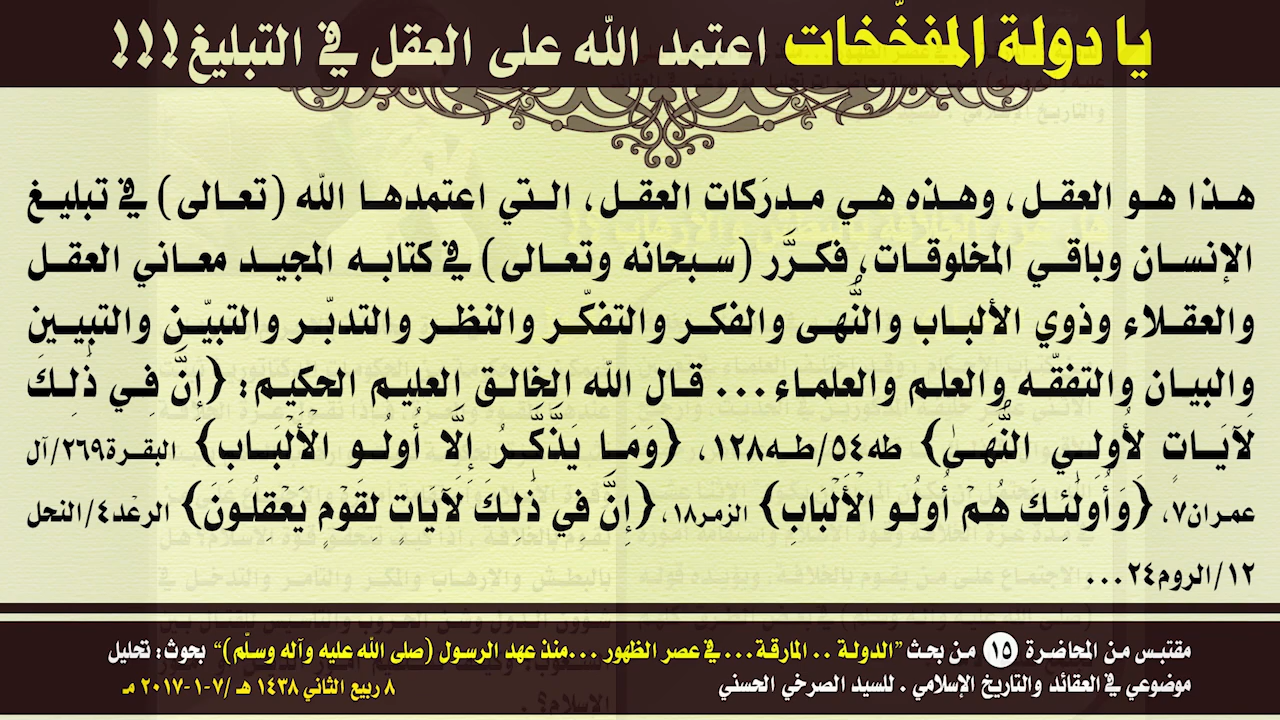 يا دولة المفخّخات اعتمد الله على العقل في التبليغ!!!
هذا هو العقل، وهذه هي مدرَكات العقل، التي اعتمدها الله (تعالى) في تبليغ
الإنسان وباقي المخلوقات، فكرَّر (سبحانه وتعالى) في كتابه المجيد معاني العقل
والعقلاء وذوي الألباب والنُّهى والفكر والتفكّر والنظر والتدبّر والتبيّن والتبيين
والبيان والتفقّه والعلم والعلماء... قال الله الخالق العليم الحكيم: {إِنَّ فِي ذَٰلِكَ
لَآيَاتٍ لِأُولِي النُّهَىٰ} طه٥٤/طه١٢٨، {وَمَا يَذَّكَّرُ إِلَّا أُولُو الْأَلْبَابِ} البقرة٢٦٩/آل
عمران٧، {وَأُولَٰئِكَ هُمْ أُولُو الْأَلْبَابِ} الزمر١٨، {إِنَّ فِي ذَٰلِكَ لَآيَاتٍ لِقَوْمٍ يَعْقِلُونَ} الرعد٤/النحل
١٢/الروم٢٤...
مقتبس من المحاضرة ١٥ من بحث "الدولة .. المارقة... في عصر الظهور ...منذ عهد الرسول (صلى الله عليه وآله وسلّم)" بحوث: تحليل
موضوعي في العقائد والتاريخ الإسلامي . للسيد الصرخي الحسني
٨ ربيع الثاني ١٤٣٨ هـ /٧-١-٢٠١٧ مـ